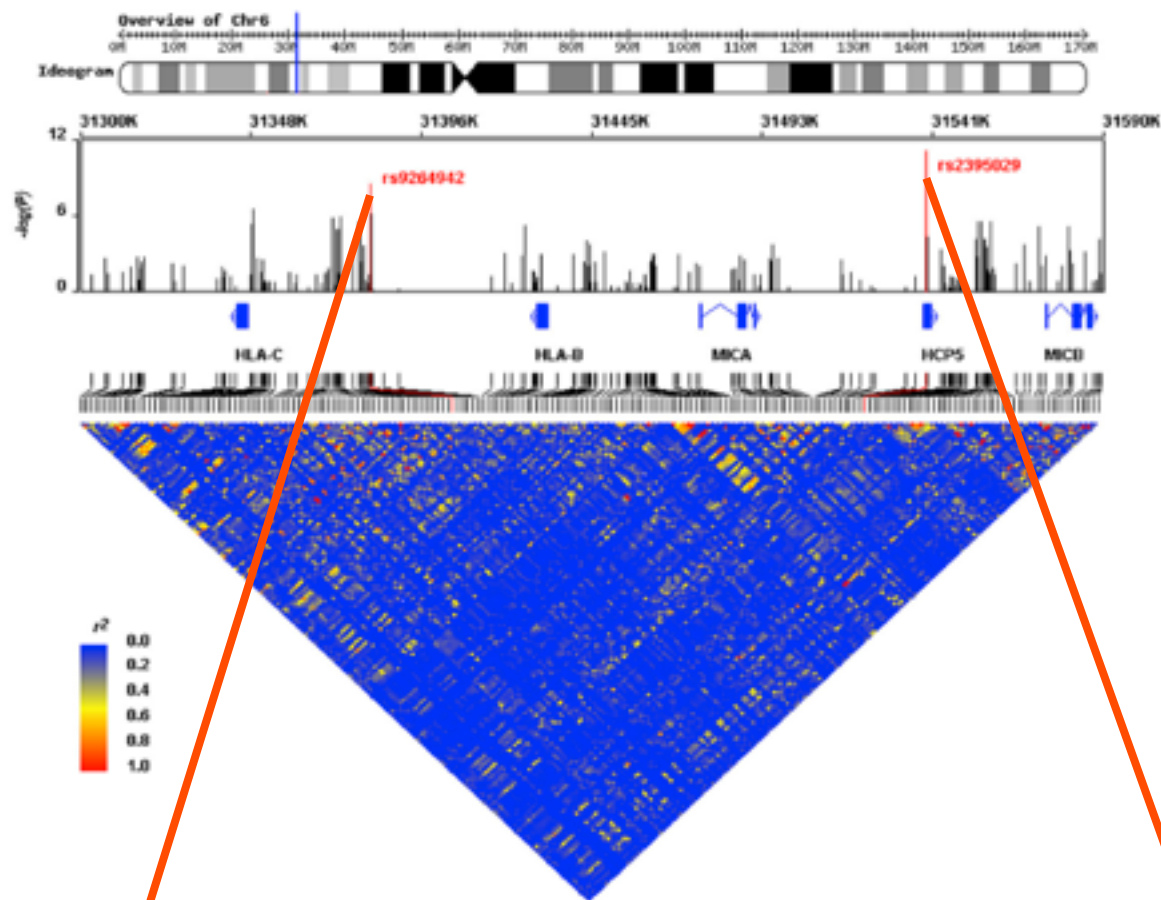 Overview of Chr6
0M 10M 20M 30M 40M 50M 60M 70M 80M 90M 100M 110M 120M 130M 140M 150M 160M 170M
Ideogram
31300K 31348K 31396K 31445K 31493K 31541K 31590K
12
rs9264942 rs2395029
-log(P)
6
0
HLA-C HLA-B MICA HCP5 MICB
r2
0.0
0.2
0.4
0.6
0.8
1.0